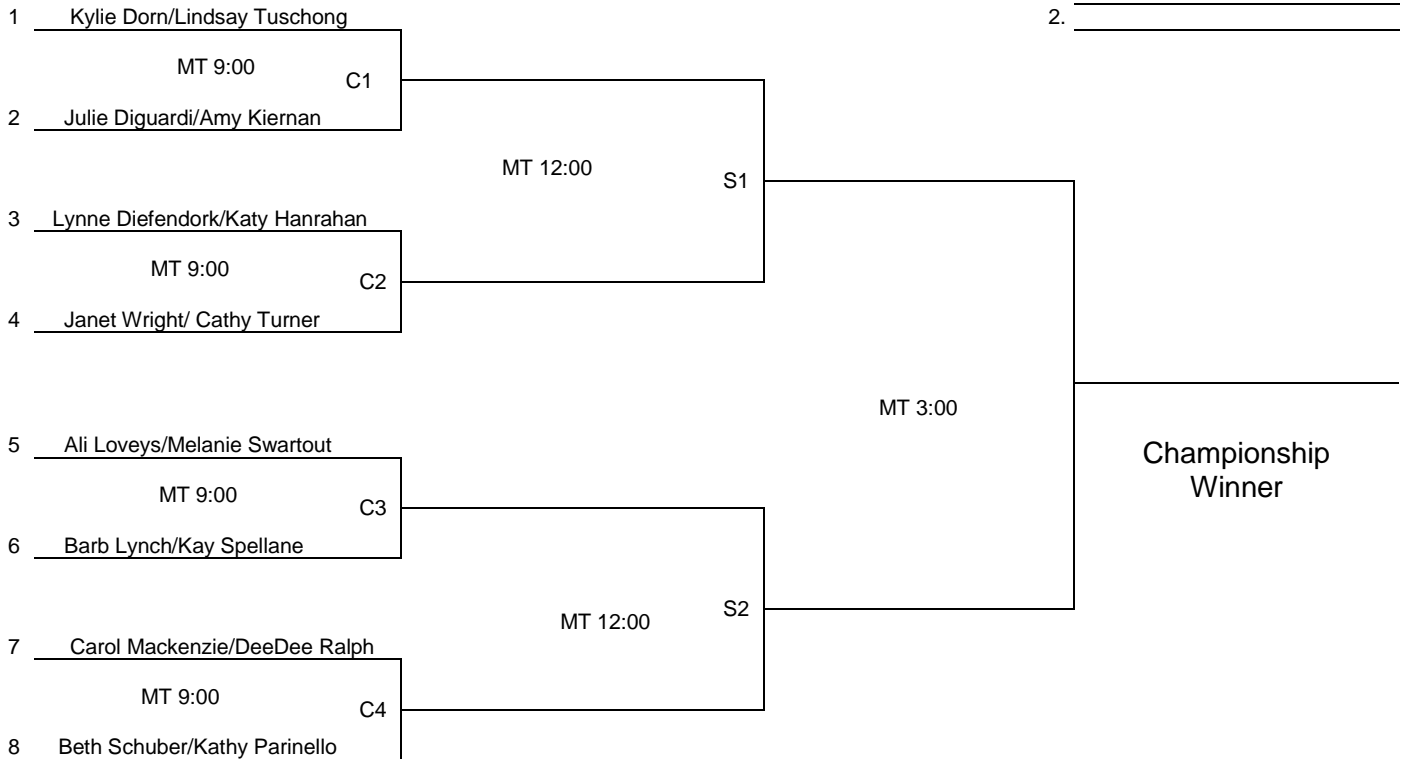 1 Kylie Dorn/Lindsay Tuschong
2.
MT 9:00
C1
2 Julie Diguardi/Amy Kiernan
MT 12:00
S1
3 Lynne Diefendork/Katy Hanrahan
MT 9:00
C2
4 Janet Wright/ Cathy Turner
MT 3:00
5 Ali Loveys/Melanie Swartout
Championship
Winner
MT 9:00
C3
6 Barb Lynch/Kay Spellane
MT 12:00
S2
7 Carol Mackenzie/DeeDee Ralph
MT 9:00
C4
8 Beth Schuber/Kathy Parinello